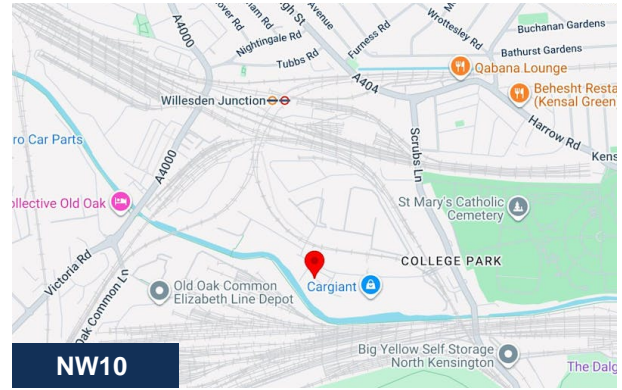 Buchanan Gardens
Wrottesley Rd
Bathurst Gardens
Nightingale Rd
Tubbs Rd
Furness Rd
A4000
A404
Qabana Lounge
Willesden Junction
Behesht Resta
(Kensal Green
Harrow Rd
ro Car Parts
A4000
Scrubs Ln
Kens
ollective Old Oak
St Mary's Catholic
Cemetery
Victoria Rd
COLLEGE PARK
Old Oak Common
Elizabeth Line Depot
Cargiant
Oak Common Ln
Big Yellow Self Storage
North Kensington
The Dalg
NW10